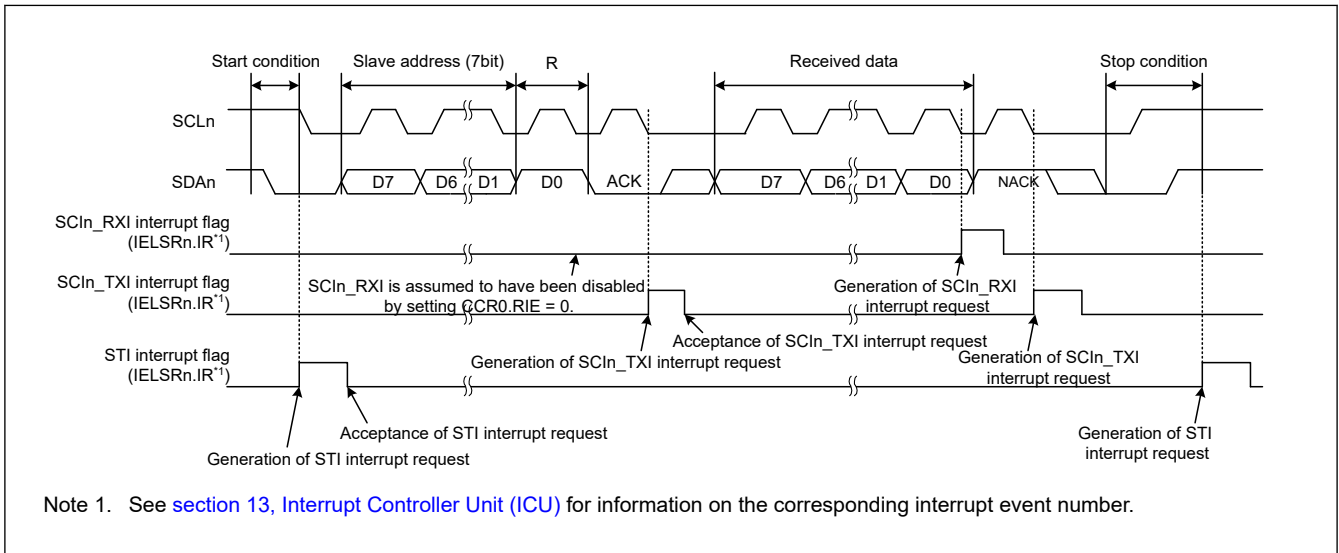 Start condition Slave address (7bit) R Received data Stop condition
SCLn
SDAn D7 D6 D1 D0 ACK D7 D6 D1 D0 NACK
SCIn_RXI interrupt flag
(IELSRn.IR*1)
SCIn_TXI interrupt flag
(IELSRn.IR*1)
SCIn_RXI is assumed to have been disabled
by setting CCR0.RIE = 0.
Generation of SCIn_RXI
interrupt request
Acceptance of SCIn_TXI interrupt request
Generation of SCIn_TXI interrupt request
Generation of SCIn_TXI
interrupt request
STI interrupt flag
(IELSRn.IR*1)
Acceptance of STI interrupt request
Generation of STI interrupt request
Generation of STI
interrupt request
Note 1. See section 13, Interrupt Controller Unit (ICU) for information on the corresponding interrupt event number.